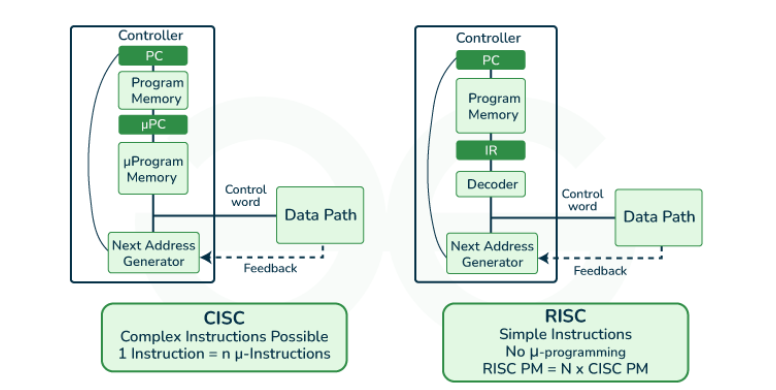 Controller
PC
Program
Memory
μPC
μProgram
Memory
Control
word
Data Path
Next Address
Generator
Feedback
CISC
Complex Instructions Possible
1 Instruction = n μ-Instructions
Controller
PC
Program
Memory
IR
Decoder
Control
word
Data Path
Next Address
Generator
Feedback
RISC
Simple Instructions
No μ-programming
RISC PM = N x CISC PM